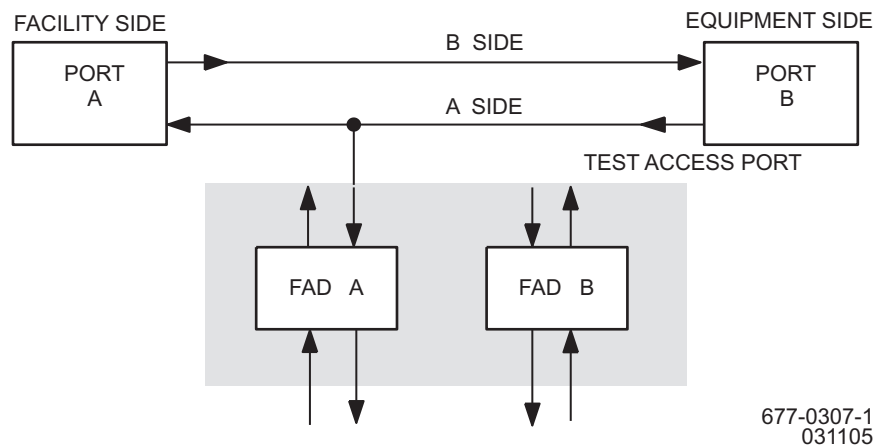 FACILITY SIDE
EQUIPMENT SIDE
B SIDE
PORT
A
PORT
B
A SIDE
TEST ACCESS PORT
FAD A
FAD B
677-0307-1
031105